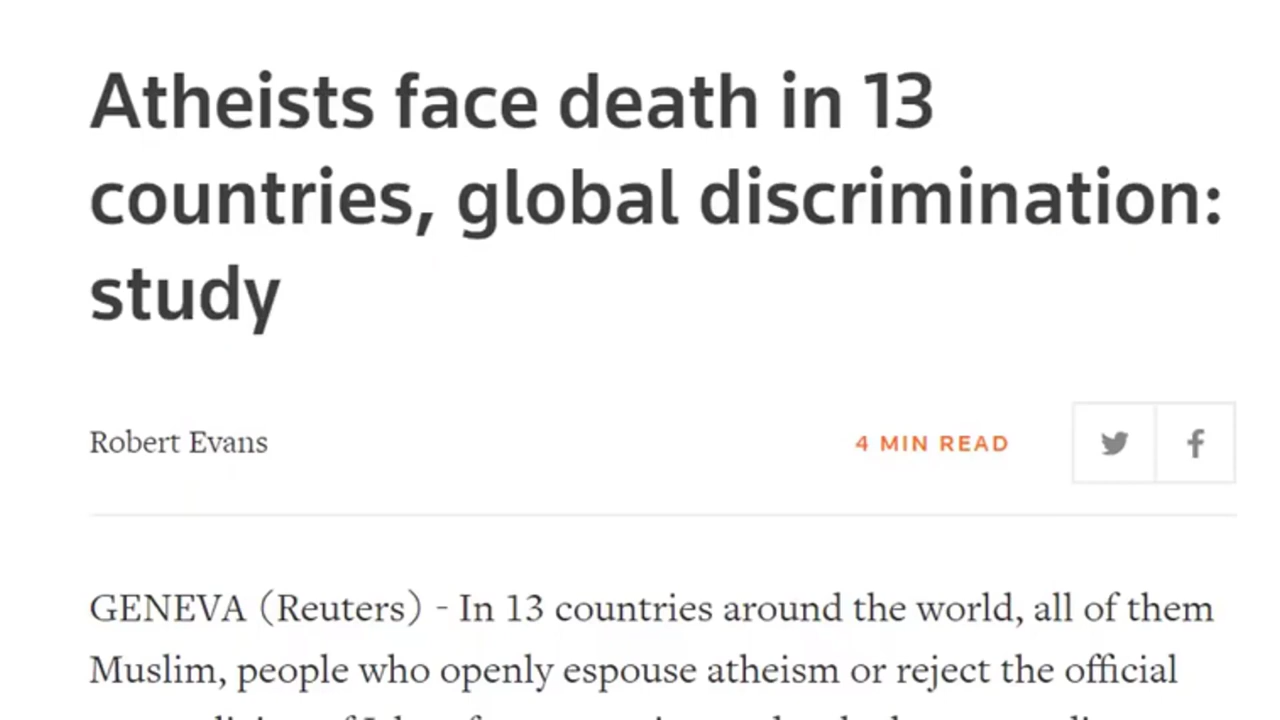 Atheists face death in 13
countries, global discrimination:
study
Robert Evans
4 MIN READ
GENEVA (Reuters) - In 13 countries around the world, all of them
Muslim, people who openly espouse atheism or reject the official